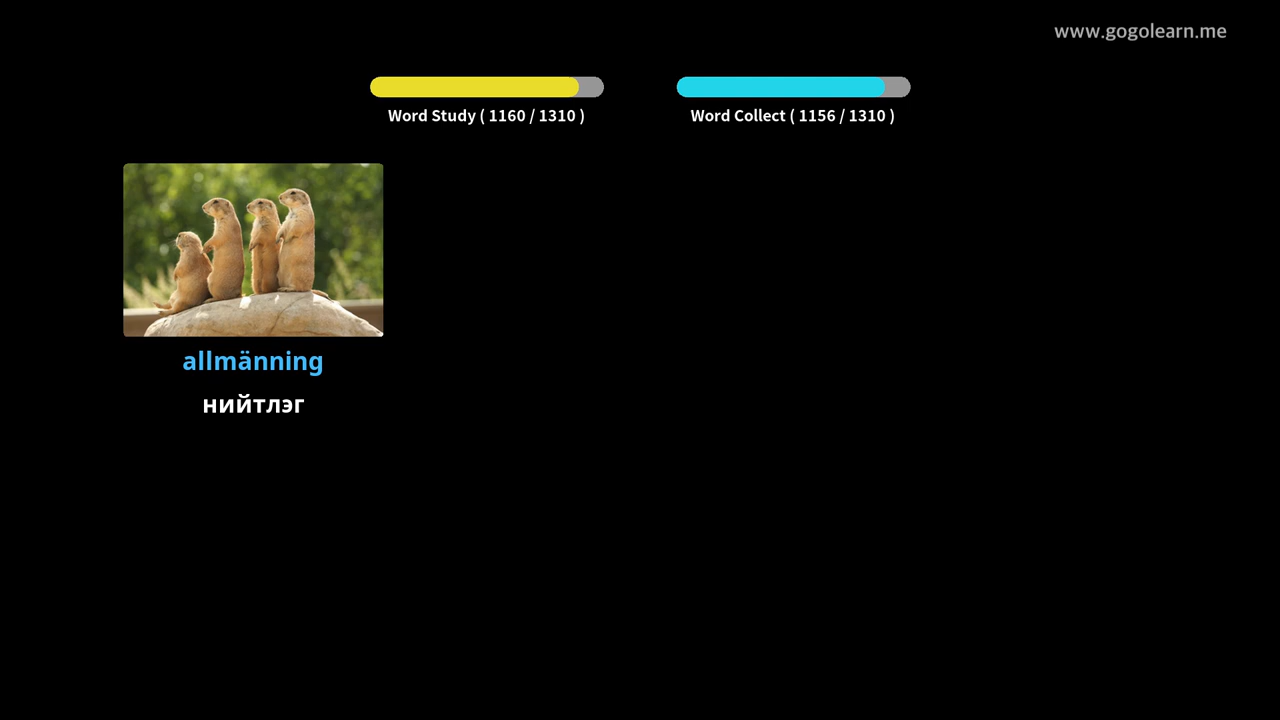 www.gogolearn.me
Word Study ( 1160 / 1310 )
Word Collect ( 1156 / 1310 )
allmänning
нийтлэг